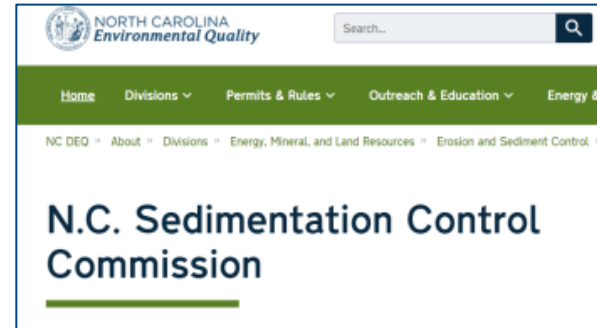 NORTH CAROLINA
Environmental Quality
Search...
Home Divisions Permits & Rules Outreach & Education Energy &
NC DEQ » About » Divisions » Energy, Mineral, and Land Resources » Erosion and Sediment Control
N.C. Sedimentation Control
Commission